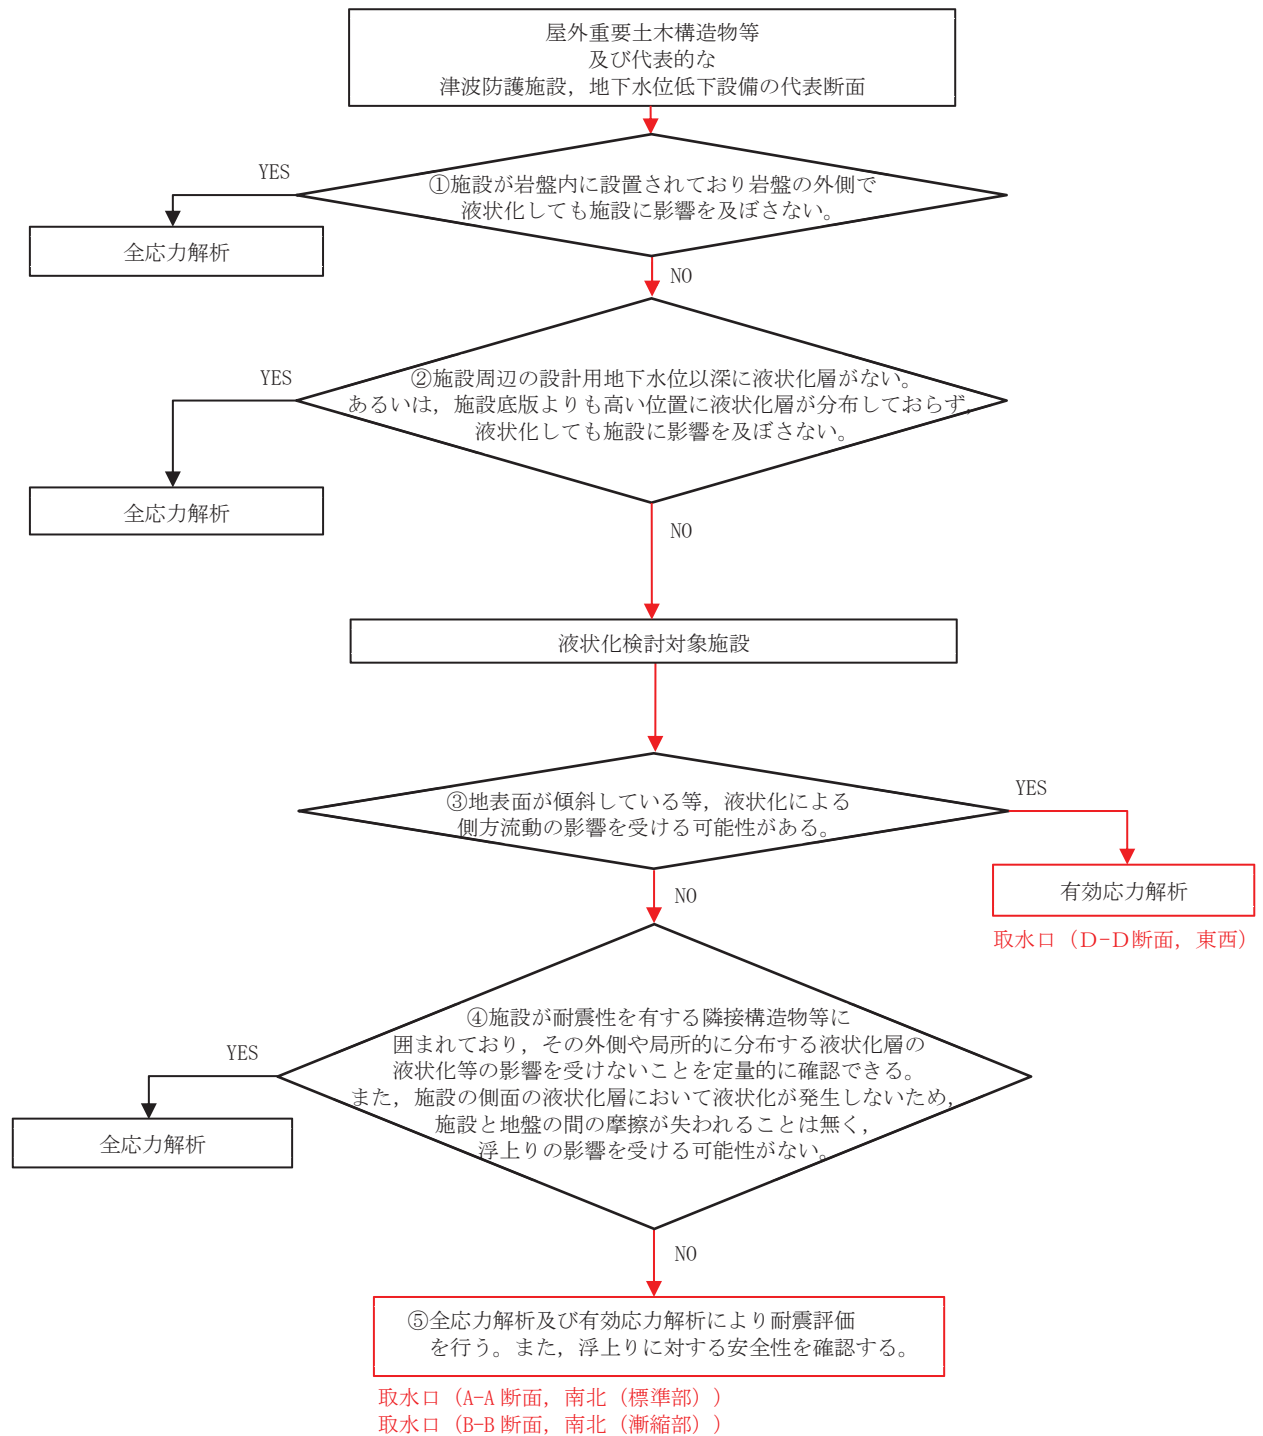 屋外重要土木構造物等
及び代表的な
津波防護施設，地下水位低下設備の代表断面
YES
①施設が岩盤内に設置されており岩盤の外側で
液状化しても施設に影響を及ぼさない。
全応力解析
NO
YES
②施設周辺の設計用地下水位以深に液状化層がない。
あるいは，施設底版よりも高い位置に液状化層が分布しておらず，
液状化しても施設に影響を及ぼさない。
全応力解析
NO
液状化検討対象施設
YES
③地表面が傾斜している等，液状化による
側方流動の影響を受ける可能性がある。
有効応力解析
NO
取水口（Ｄ−Ｄ断面，東西）
④施設が耐震性を有する隣接構造物等に
囲まれており，その外側や局所的に分布する液状化層の
YES
液状化等の影響を受けないことを定量的に確認できる。
また，施設の側面の液状化層において液状化が発生しないため，
施設と地盤の間の摩擦が失われることは無く，
全応力解析
浮上りの影響を受ける可能性がない。
NO
⑤全応力解析及び有効応力解析により耐震評価
を行う。また，浮上りに対する安全性を確認する。
取水口（A−A 断面，南北（標準部））
取水口（B−B 断面，南北（漸縮部））